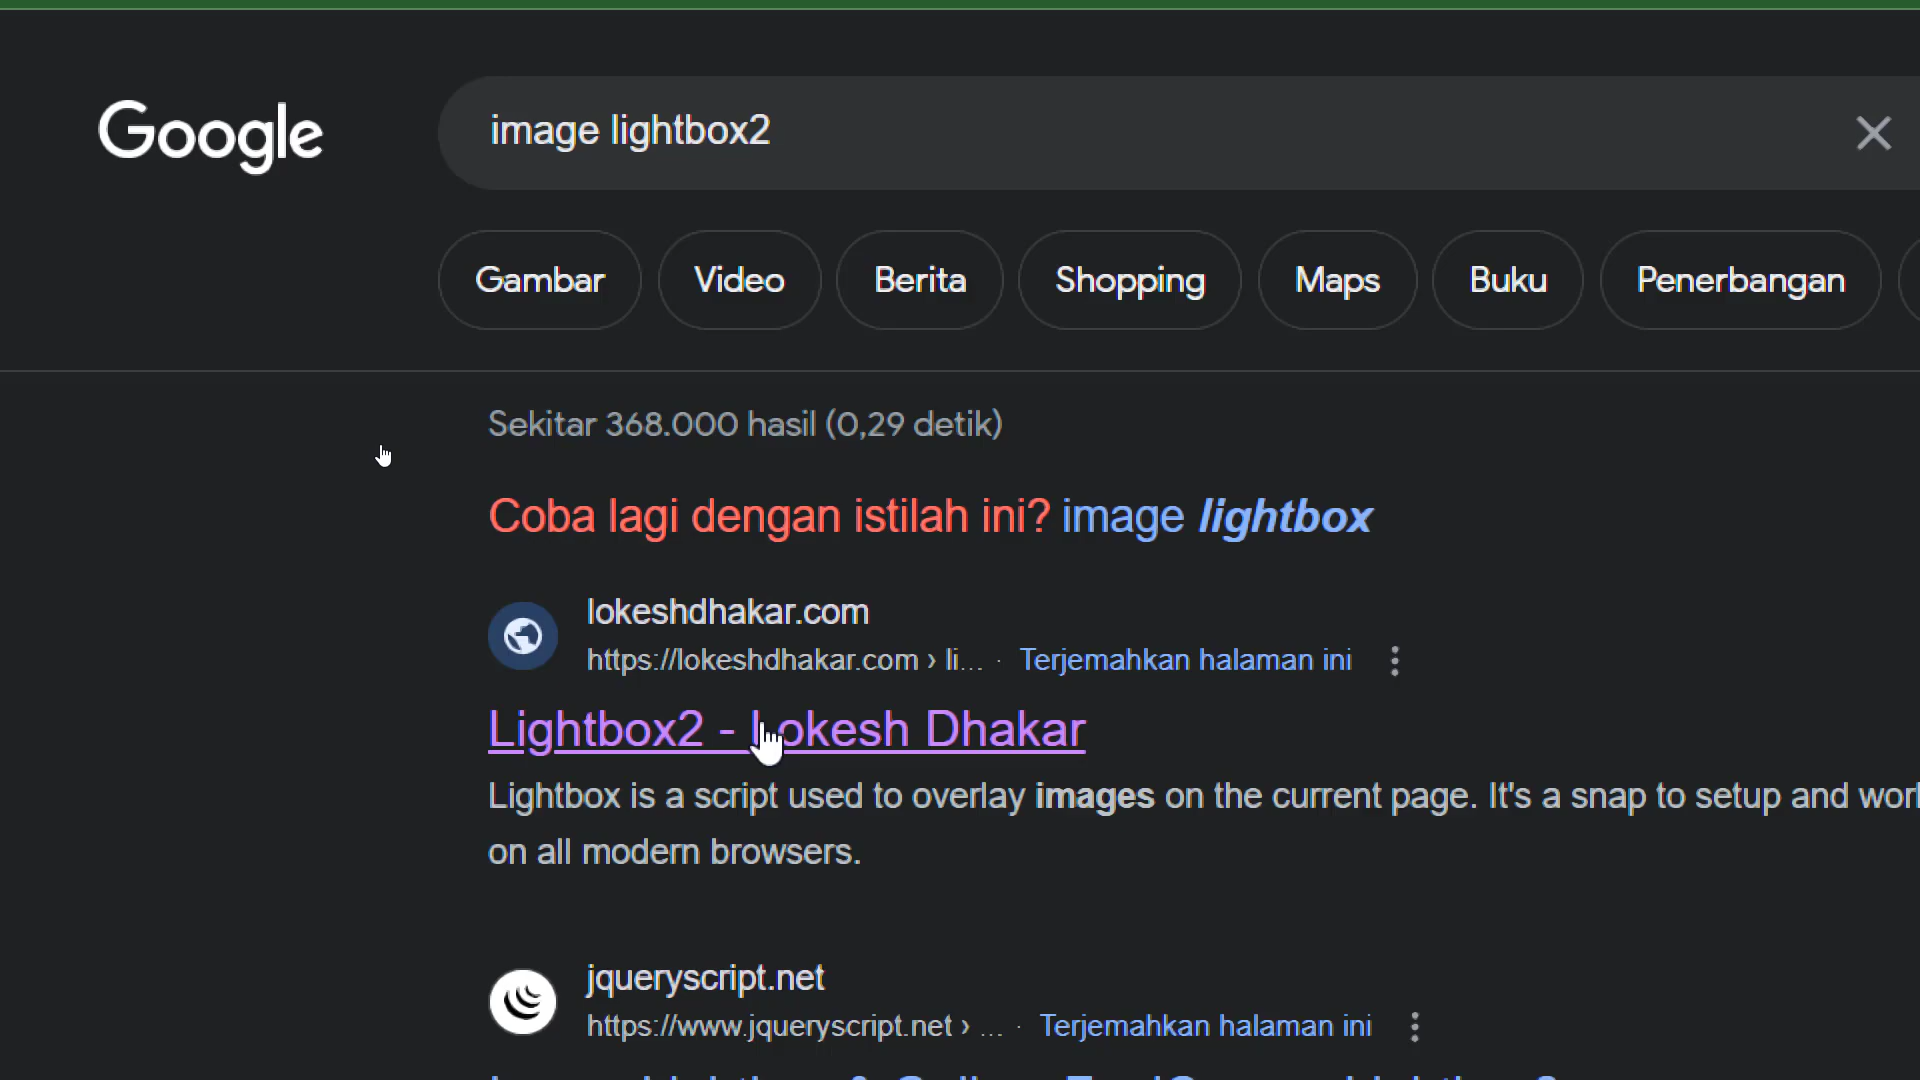 Google
image lightbox2
Gambar Video Berita Shopping Maps Buku Penerbangan
Sekitar 368.000 hasil (0,29 detik)
Coba lagi dengan istilah ini? image lightbox
lokeshdhakar.com
https://lokeshdhakar.com › li... · Terjemahkan halaman ini
Lightbox2 - Lokesh Dhakar
Lightbox is a script used to overlay images on the current page. It's a snap to setup and
on all modern browsers.
jqueryscript.net
https://www.jqueryscript.net › ... · Terjemahkan halaman ini